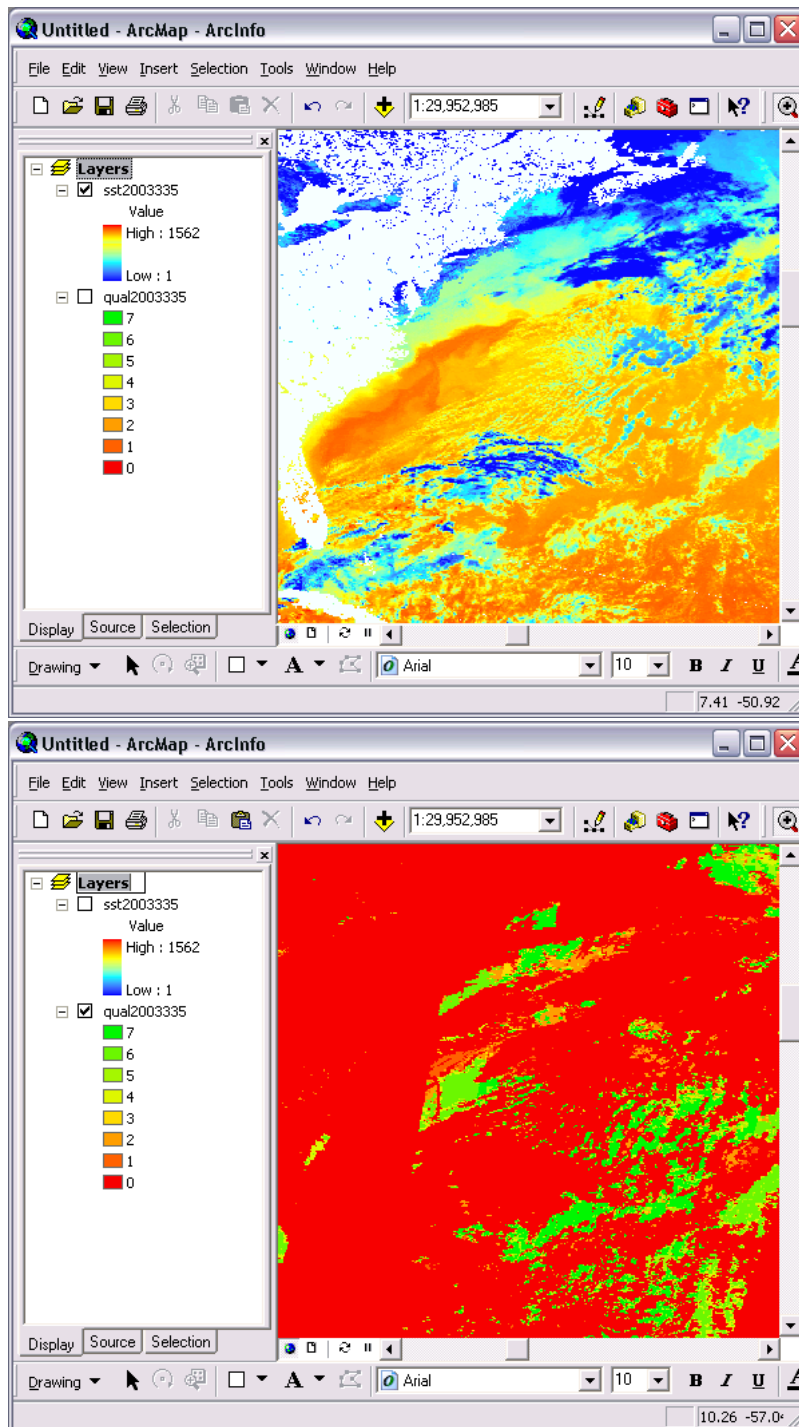 Untitled - ArcMap - ArcInfo
File Edit View Insert Selection Tools Window Help
1:29,952,985
Layers
sst2003335
Value
High : 1562
Low : 1
qual2003335
7
6
5
4
3
2
1
0
Display Source Selection
Drawing A Arial 10 B I U A
7.41 -50.92
Untitled - ArcMap - ArcInfo
File Edit View Insert Selection Tools Window Help
1:29,952,985
Layers
sst2003335
Value
High : 1562
Low : 1
qual2003335
7
6
5
4
3
2
1
0
Display Source Selection
Drawing A Arial 10 B I U A
10.26